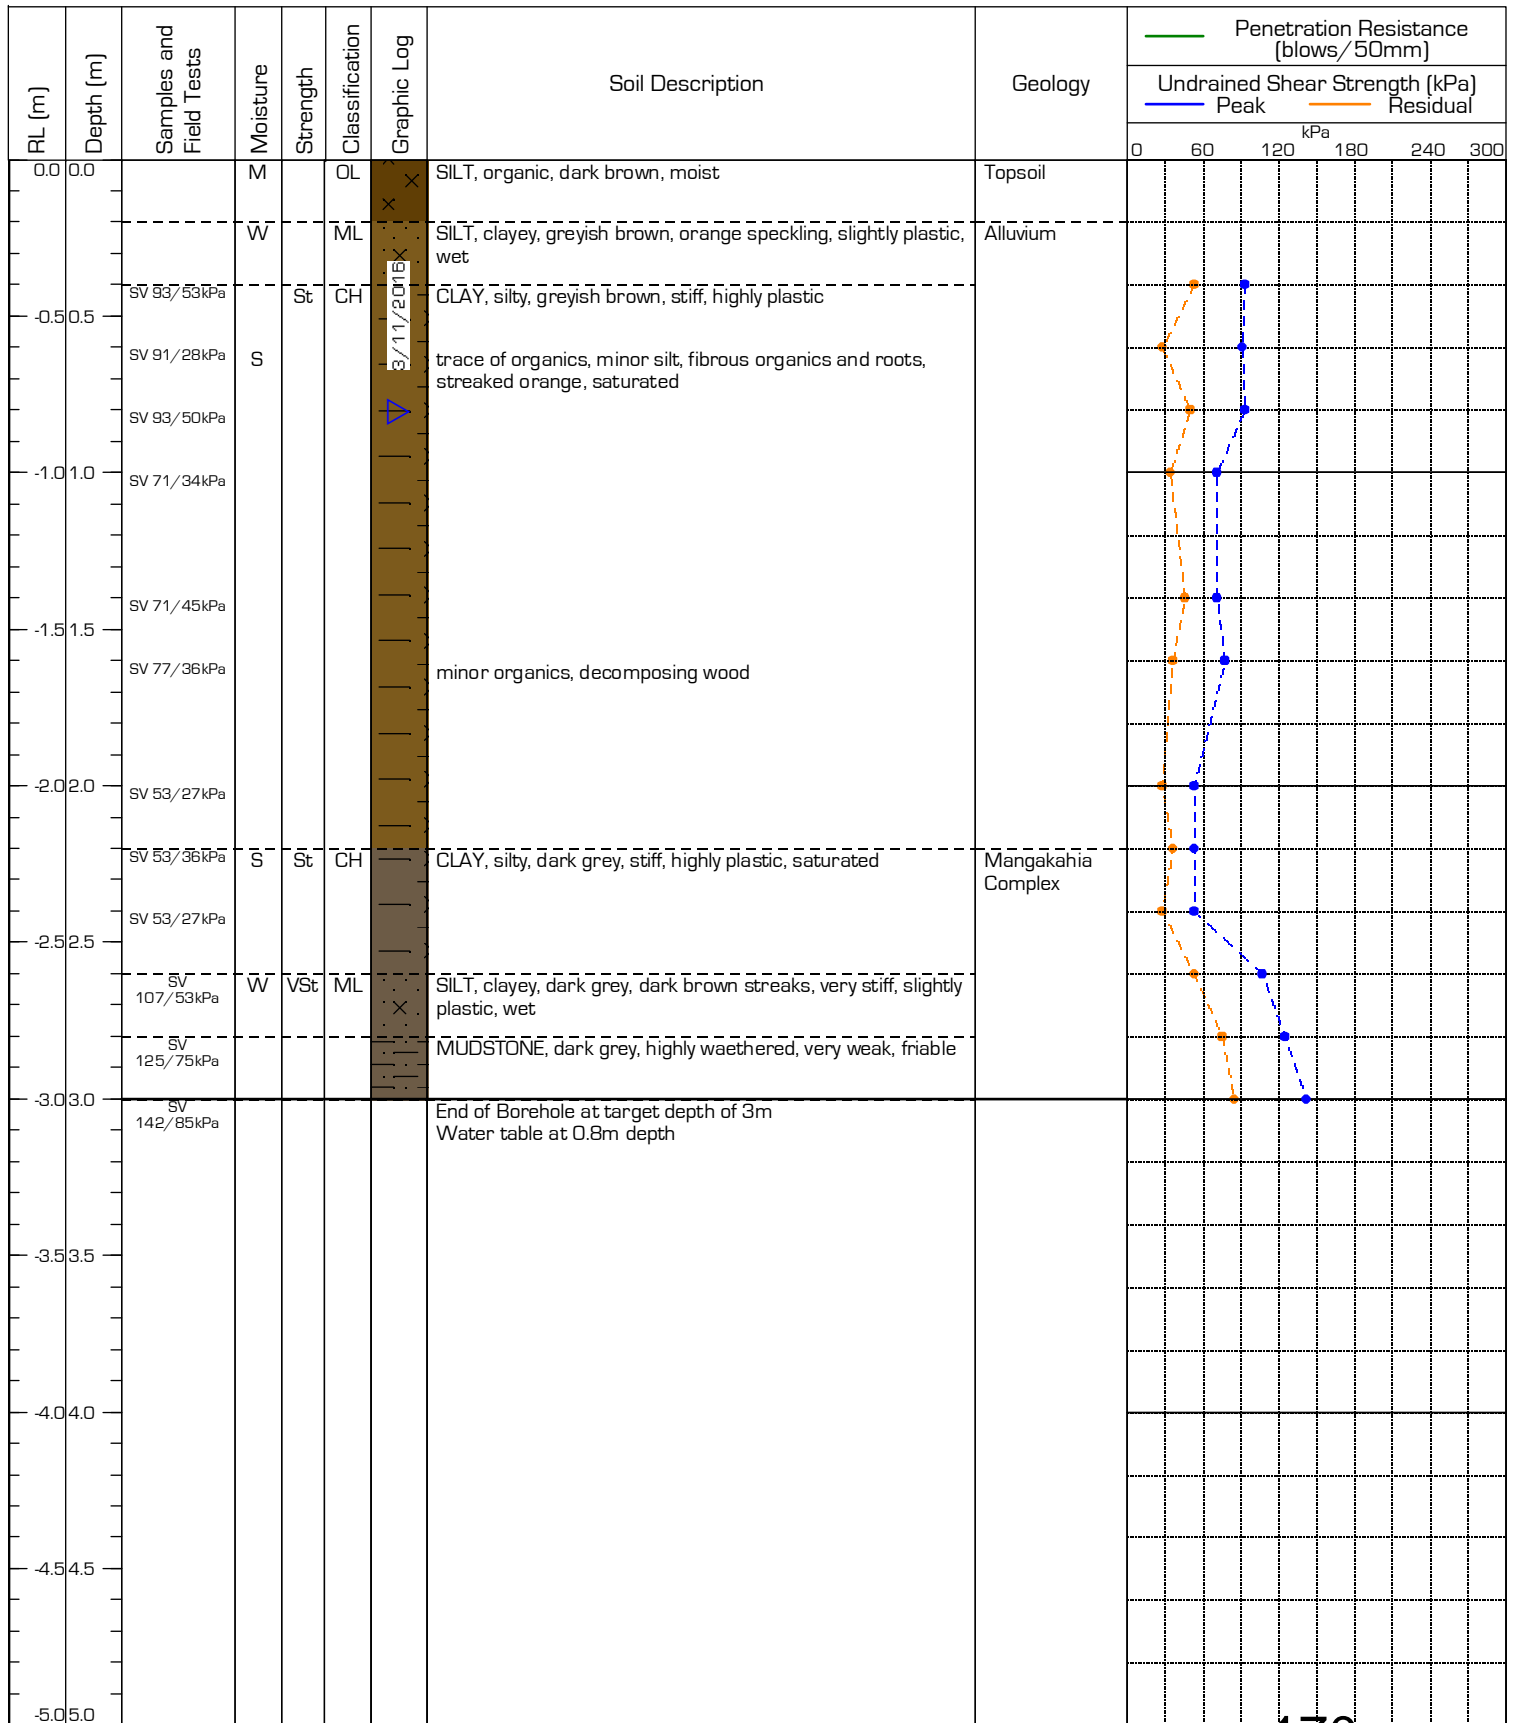 RL (m)
Depth (m)
Samples and
Field Tests
Moisture
Strength
Classification
Graphic Log
Soil Description
Geology
Penetration Resistance
(blows/50mm)
Undrained Shear Strength (kPa)
Peak Residual
kPa
0 60 120 180 240 300
0.0 0.0 M OL SILT, organic, dark brown, moist Topsoil
W ML SILT, clayey, greyish brown, orange speckling, slightly plastic, Alluvium
wet
3/11/2016
SV 93/53kPa St CH CLAY, silty, greyish brown, stiff, highly plastic
-0.5 0.5
SV 91/28kPa S trace of organics, minor silt, fibrous organics and roots,
streaked orange, saturated
SV 93/50kPa
-1.0 1.0
SV 71/34kPa
SV 71/45kPa
-1.5 1.5
SV 77/36kPa minor organics, decomposing wood
-2.0 2.0
SV 53/27kPa
SV 53/36kPa S St CH CLAY, silty, dark grey, stiff, highly plastic, saturated Mangakahia
Complex
SV 53/27kPa
-2.5 2.5
SV
107/53kPa W VSt ML SILT, clayey, dark grey, dark brown streaks, very stiff, slightly
plastic, wet
SV
125/75kPa MUDSTONE, dark grey, highly waethered, very weak, friable
-3.0 3.0
SV
142/85kPa End of Borehole at target depth of 3m
Water table at 0.8m depth
-3.5 3.5
-4.0 4.0
-4.5 4.5
-5.0 5.0